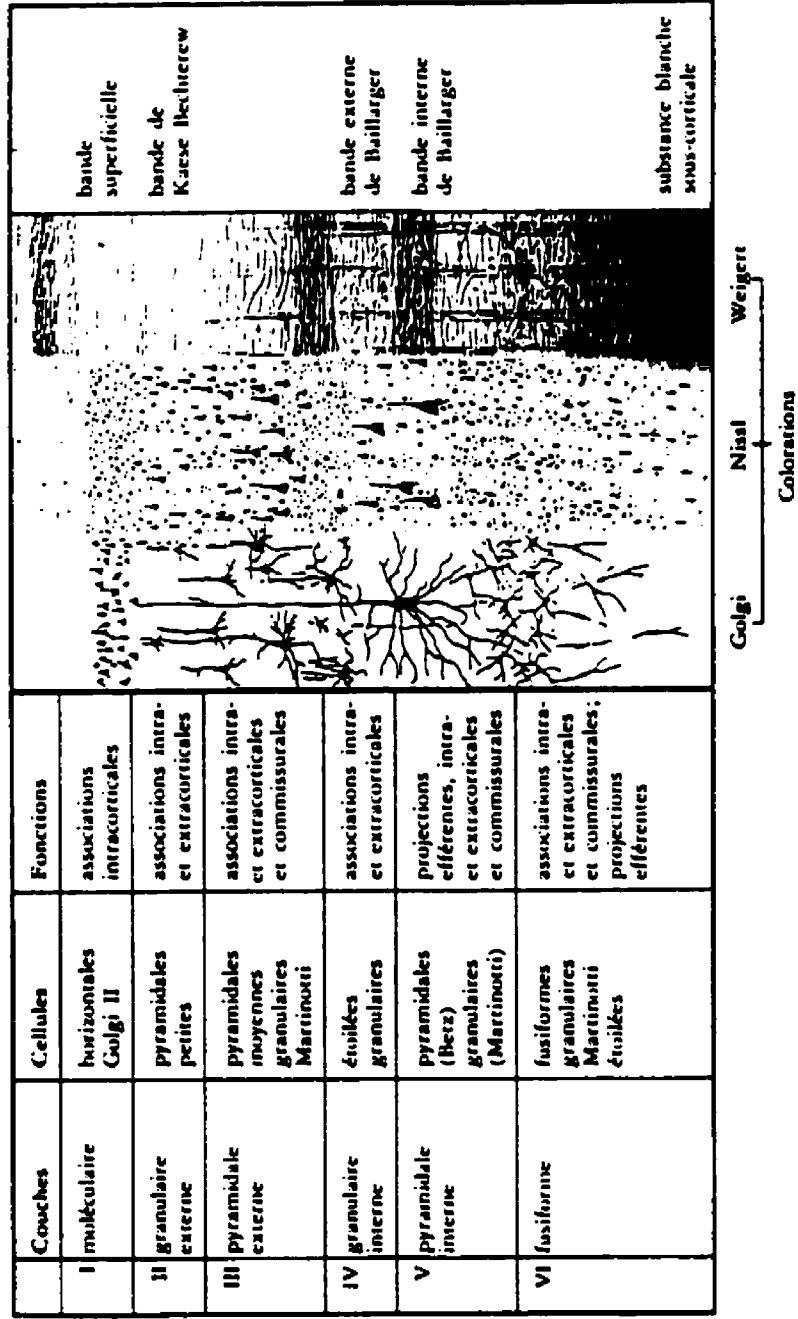 Couches
Cellules
Fonctions
I moléculaire
horizontales
Golgi II
associations
intracorticales
bande
superficielle
II granulaire
externe
pyramidales
petites
associations intra-
et extracorticales
bande de
Kaese Bechterew
III pyramidale
externe
pyramidales
moyennes
granulaires
Martinotti
associations intra-
et extracorticales
et commissurales
IV granulaire
interne
étoilées
granulaires
associations intra-
et extracorticales
bande externe
de Baillarger
V pyramidale
interne
pyramidales
(Betz)
granulaires
(Martinotti)
projections
efférentes, intra-
et extracorticales
et commissurales
bande interne
de Baillarger
VI fusiforme
fusiformes
granulaires
Martinotti
étoilées
associations intra-
et extracorticales
et commissurales;
projections
efférentes
substance blanche
sous-corticale
Golgi
Nissl
Weigert
Colorations